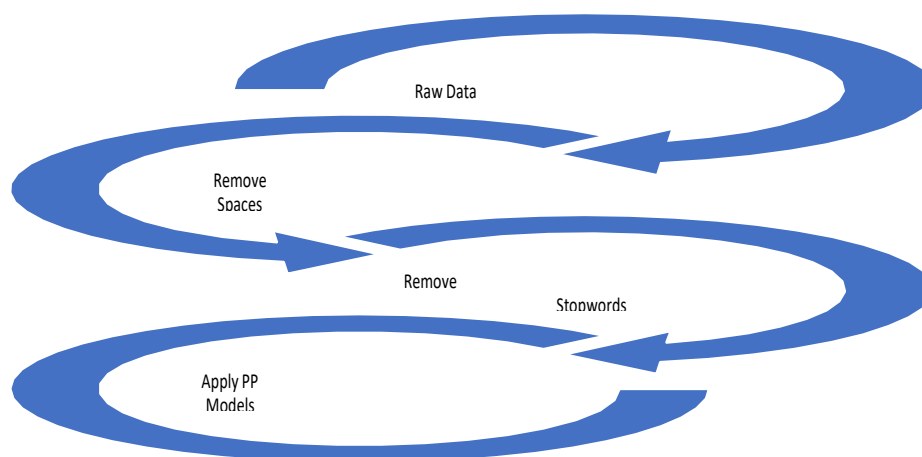 Raw Data
Remove
Spaces
Remove
Stopwords
Apply PP
Models